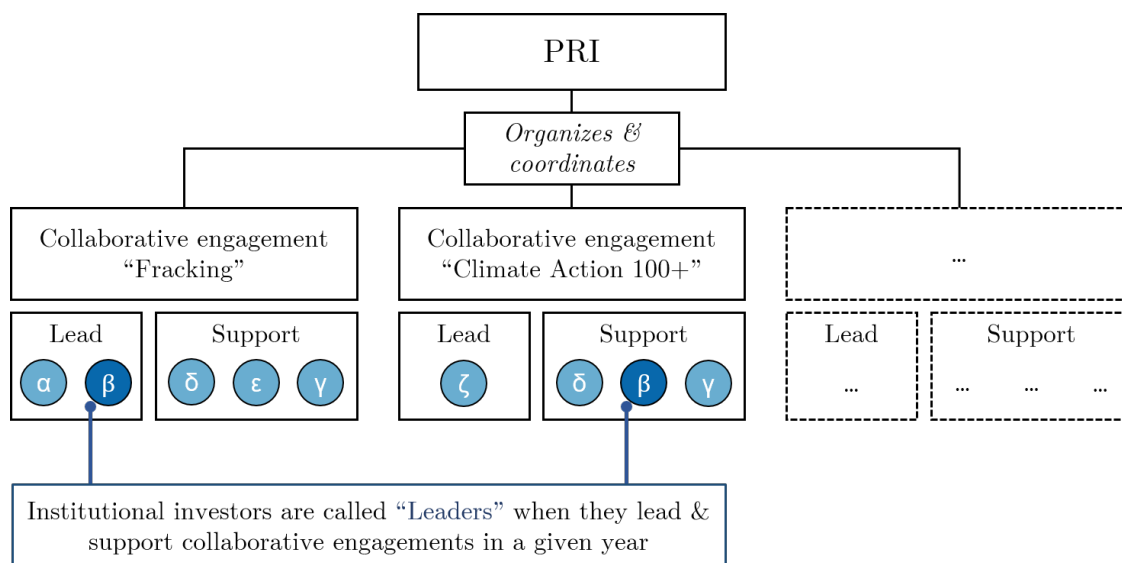 PRI
Organizes &
coordinates
Collaborative engagement
“Fracking”
Lead
α β
Support
δ ε γ
Collaborative engagement
“Climate Action 100+”
Lead
ζ
Support
δ β γ
...
Lead
...
Support
... ... ...
Institutional investors are called “Leaders” when they lead &
support collaborative engagements in a given year